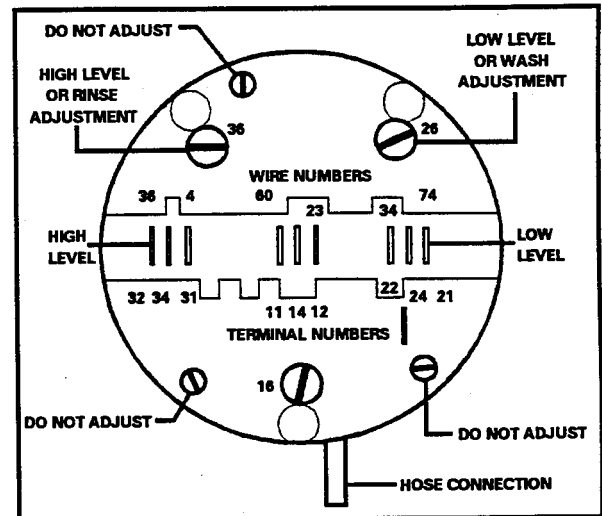 DO NOT ADJUST
LOW LEVEL
OR WASH
ADJUSTMENT
HIGH LEVEL
OR RINSE
ADJUSTMENT
36
26
WIRE NUMBERS
36 4 60 23 34 74
HIGH
LEVEL
LOW
LEVEL
32 34 31 11 14 12 22 24 21
TERMINAL NUMBERS
16
DO NOT ADJUST
DO NOT ADJUST
HOSE CONNECTION